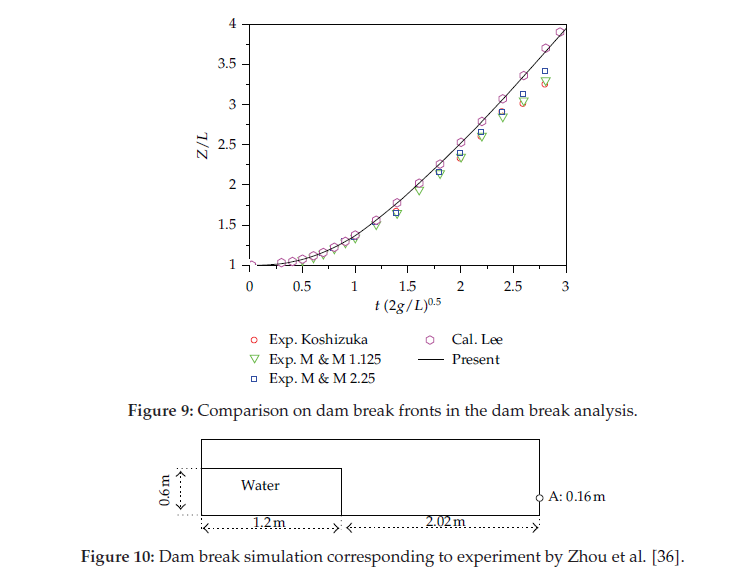 4
3.5
3
2.5
2
1.5
1
Z/L
0 0.5 1 1.5 2 2.5 3
t (2g/L)^0.5
Exp. Koshizuka
Exp. M & M 1.125
Exp. M & M 2.25
Cal. Lee
Present
Figure 9: Comparison on dam break fronts in the dam break analysis.
0.6 m
Water
A: 0.16 m
1.2 m
2.02 m
Figure 10: Dam break simulation corresponding to experiment by Zhou et al. [36].